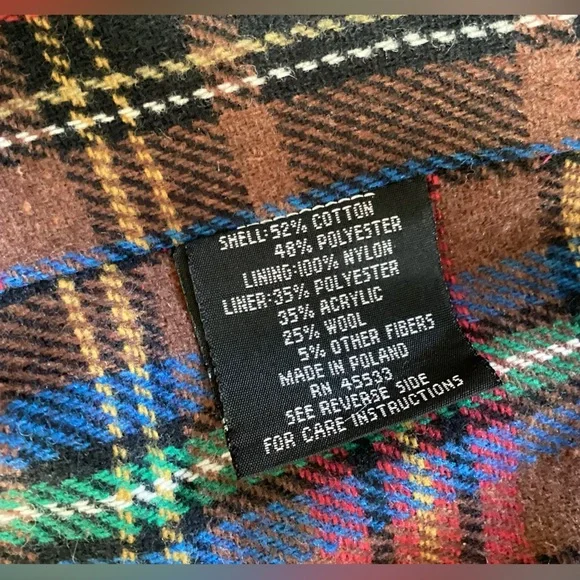 SHELL:52% COTTON
48% POLYESTER
LINING:100% NYLON
LINER:35% POLYESTER
35% ACRYLIC
25% WOOL
5% OTHER FIBERS
MADE IN POLAND
RN 45533
SEE REVERSE SIDE
FOR CARE INSTRUCTIONS